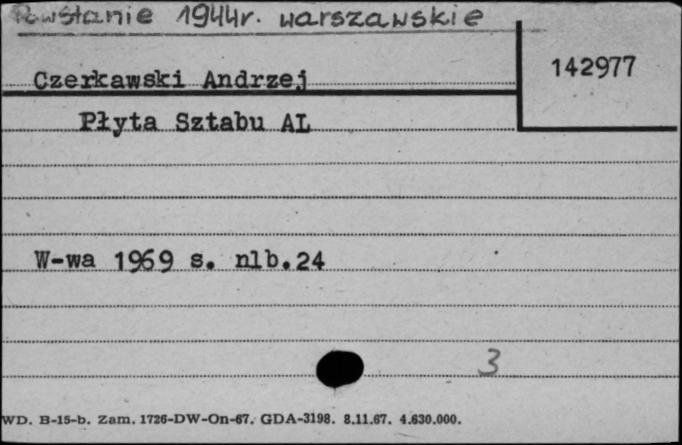 Powstanie 1944r. warszawskie
142977
Czerkawski Andrzej
Płyta Sztabu AL
W-wa 1969 s. nlb.24
3
WD. B-15-b. Zam. 1726-DW-On-67. GDA-3198. 8.11.67. 4.630.000.